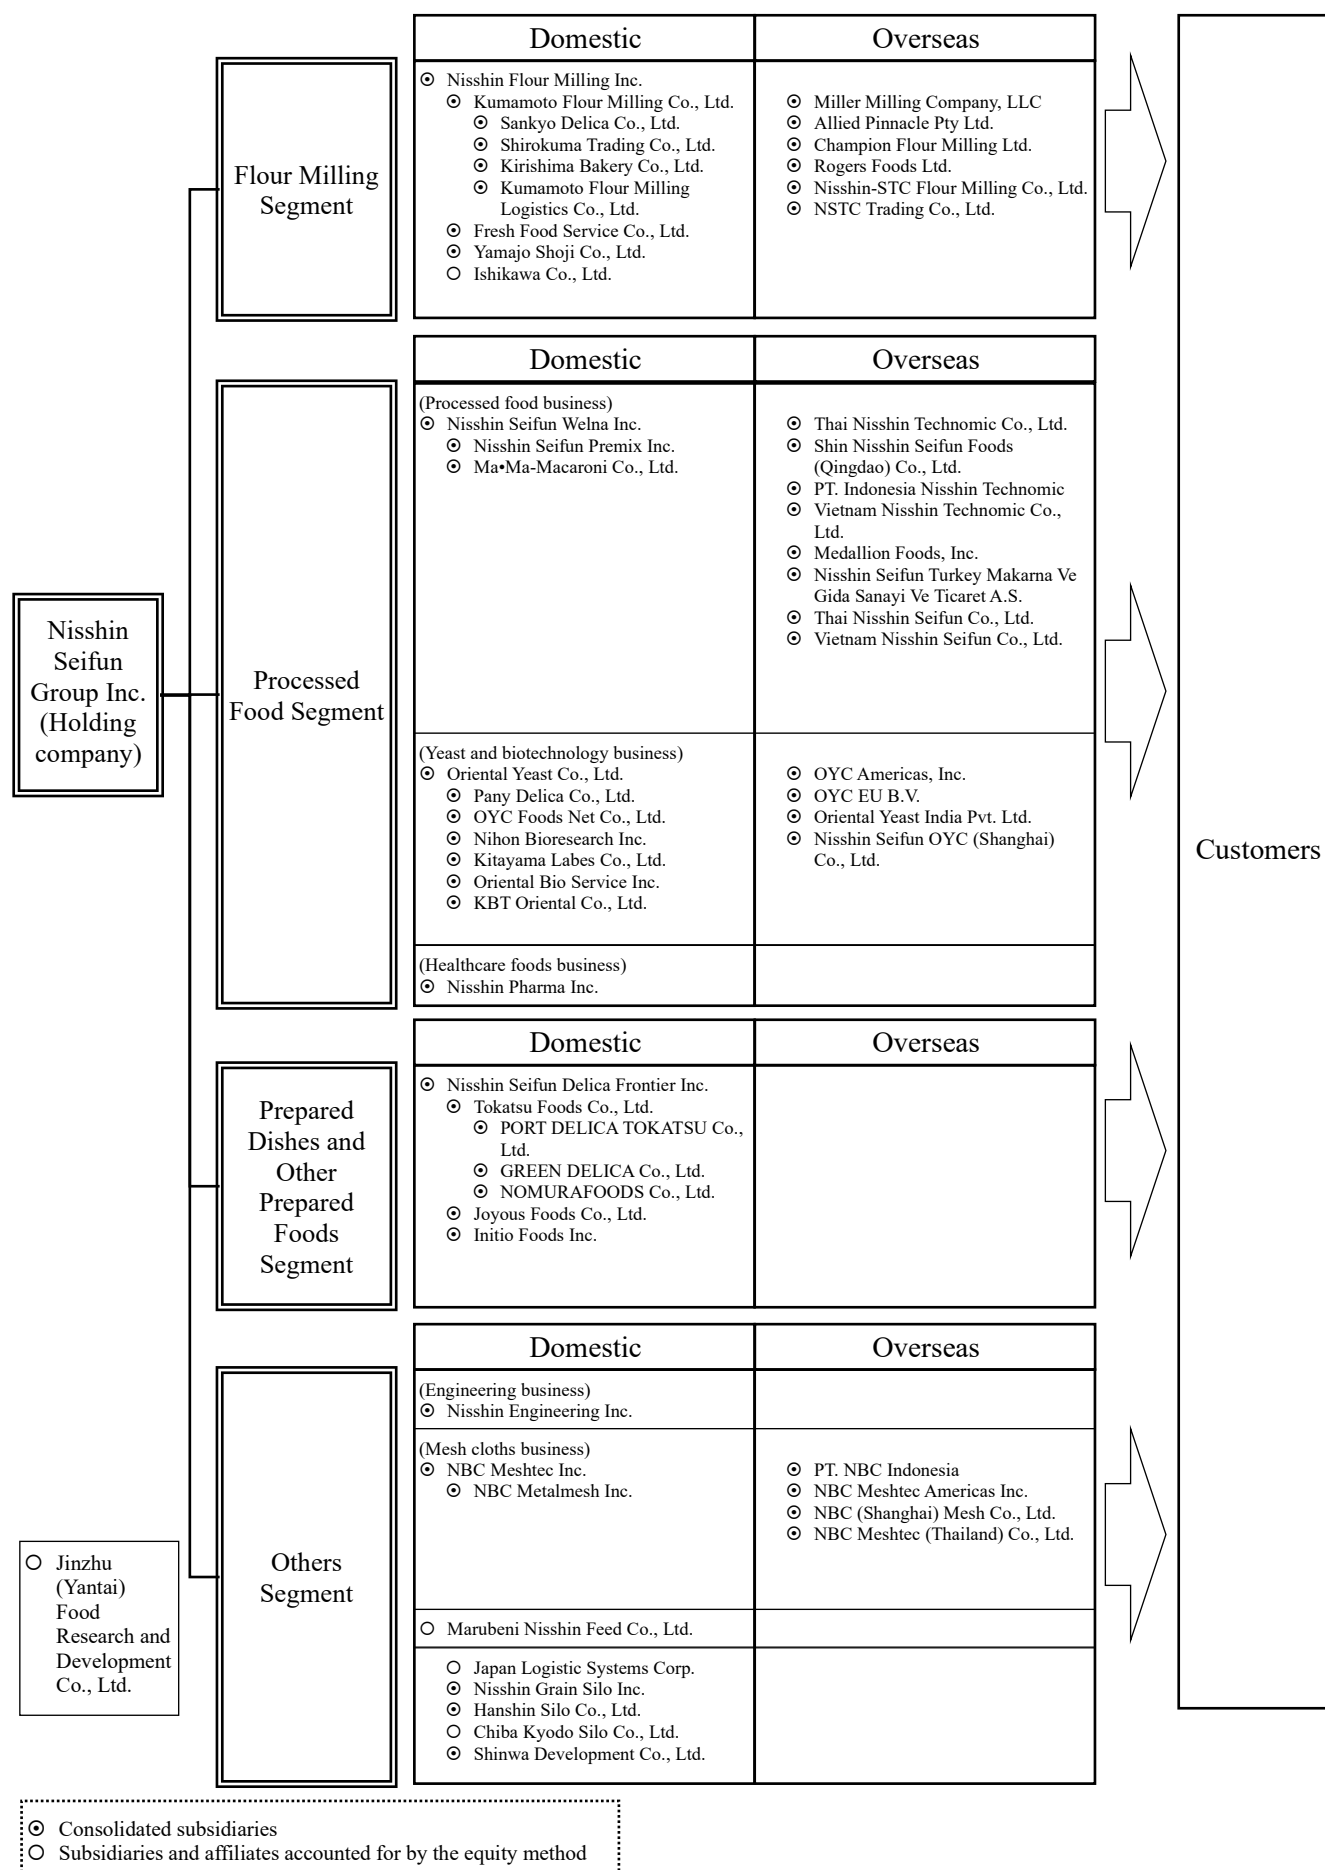 Nisshin
Seifun
Group Inc.
(Holding
company)
Flour Milling
Segment
Domestic
Overseas
⦿ Nisshin Flour Milling Inc.
⦿ Kumamoto Flour Milling Co., Ltd.
⦿ Sankyo Delica Co., Ltd.
⦿ Shirokuma Trading Co., Ltd.
⦿ Kirishima Bakery Co., Ltd.
⦿ Kumamoto Flour Milling
Logistics Co., Ltd.
⦿ Fresh Food Service Co., Ltd.
⦿ Yamajo Shoji Co., Ltd.
○ Ishikawa Co., Ltd.
⦿ Miller Milling Company, LLC
⦿ Allied Pinnacle Pty Ltd.
⦿ Champion Flour Milling Ltd.
⦿ Rogers Foods Ltd.
⦿ Nisshin-STC Flour Milling Co., Ltd.
⦿ NSTC Trading Co., Ltd.
Processed
Food Segment
Domestic
Overseas
(Processed food business)
⦿ Nisshin Seifun Welna Inc.
⦿ Nisshin Seifun Premix Inc.
⦿ Ma•Ma-Macaroni Co., Ltd.
⦿ Thai Nisshin Technomic Co., Ltd.
⦿ Shin Nisshin Seifun Foods
(Qingdao) Co., Ltd.
⦿ PT. Indonesia Nisshin Technomic
⦿ Vietnam Nisshin Technomic Co.,
Ltd.
⦿ Medallion Foods, Inc.
⦿ Nisshin Seifun Turkey Makarna Ve
Gida Sanayi Ve Ticaret A.S.
⦿ Thai Nisshin Seifun Co., Ltd.
⦿ Vietnam Nisshin Seifun Co., Ltd.
(Yeast and biotechnology business)
⦿ Oriental Yeast Co., Ltd.
⦿ Pany Delica Co., Ltd.
⦿ OYC Foods Net Co., Ltd.
⦿ Nihon Bioresearch Inc.
⦿ Kitayama Labes Co., Ltd.
⦿ Oriental Bio Service Inc.
⦿ KBT Oriental Co., Ltd.
⦿ OYC Americas, Inc.
⦿ OYC EU B.V.
⦿ Oriental Yeast India Pvt. Ltd.
⦿ Nisshin Seifun OYC (Shanghai)
Co., Ltd.
(Healthcare foods business)
⦿ Nisshin Pharma Inc.
Prepared
Dishes and
Other
Prepared
Foods
Segment
Domestic
Overseas
⦿ Nisshin Seifun Delica Frontier Inc.
⦿ Tokatsu Foods Co., Ltd.
⦿ PORT DELICA TOKATSU Co.,
Ltd.
⦿ GREEN DELICA Co., Ltd.
⦿ NOMURAFOODS Co., Ltd.
⦿ Joyous Foods Co., Ltd.
⦿ Initio Foods Inc.
Others
Segment
Domestic
Overseas
(Engineering business)
⦿ Nisshin Engineering Inc.
(Mesh cloths business)
⦿ NBC Meshtec Inc.
⦿ NBC Metalmesh Inc.
⦿ PT. NBC Indonesia
⦿ NBC Meshtec Americas Inc.
⦿ NBC (Shanghai) Mesh Co., Ltd.
⦿ NBC Meshtec (Thailand) Co., Ltd.
○ Marubeni Nisshin Feed Co., Ltd.
○ Japan Logistic Systems Corp.
⦿ Nisshin Grain Silo Inc.
⦿ Hanshin Silo Co., Ltd.
○ Chiba Kyodo Silo Co., Ltd.
⦿ Shinwa Development Co., Ltd.
Customers
○ Jinzhu
(Yantai)
Food
Research and
Development
Co., Ltd.
⦿ Consolidated subsidiaries
○ Subsidiaries and affiliates accounted for by the equity method